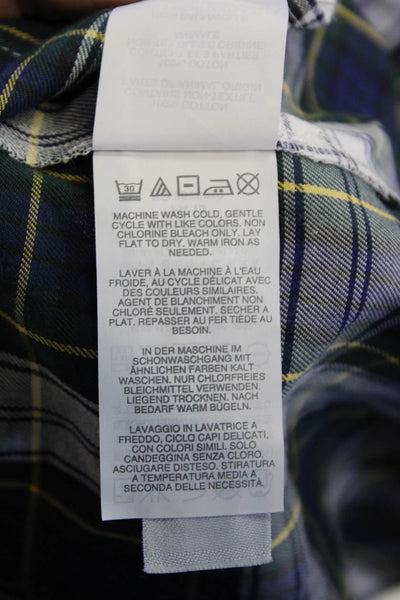 30
MACHINE WASH COLD, GENTLE
CYCLE WITH LIKE COLORS. NON
CHLORINE BLEACH ONLY. LAY
FLAT TO DRY. WARM IRON AS
NEEDED.
LAVER À LA MACHINE À L'EAU
FROIDE, AU CYCLE DÉLICAT AVEC
DES COULEURS SIMILAIRES.
AGENT DE BLANCHIMENT NON
CHLORÉ SEULEMENT. SECHER A
PLAT. REPASSER AU FER TIÈDE AU
BESOIN.
IN DER MASCHINE IM
SCHONWASCHGANG MIT
ÄHNLICHEN FARBEN KALT
WASCHEN. NUR CHLORFREIES
BLEICHMITTEL VERWENDEN.
LIEGEND TROCKNEN. NACH
BEDARF WARM BÜGELN.
LAVAGGIO IN LAVATRICE A
FREDDO, CICLO CAPI DELICATI,
CON COLORI SIMILI. SOLO
CANDEGGINA SENZA CLORO.
ASCIUGARE DISTESO. STIRATURA
A TEMPERATURA MEDIA A
SECONDA DELLE NECESSITÀ.